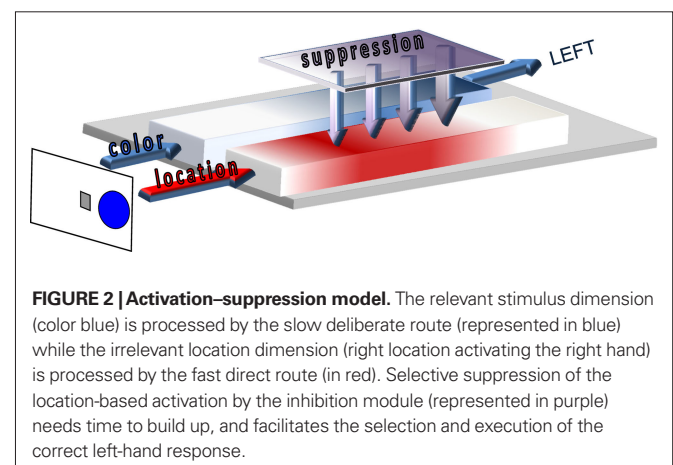 suppression
LEFT
color
location
FIGURE 2 | Activation–suppression model. The relevant stimulus dimension
(color blue) is processed by the slow deliberate route (represented in blue)
while the irrelevant location dimension (right location activating the right hand)
is processed by the fast direct route (in red). Selective suppression of the
location-based activation by the inhibition module (represented in purple)
needs time to build up, and facilitates the selection and execution of the
correct left-hand response.